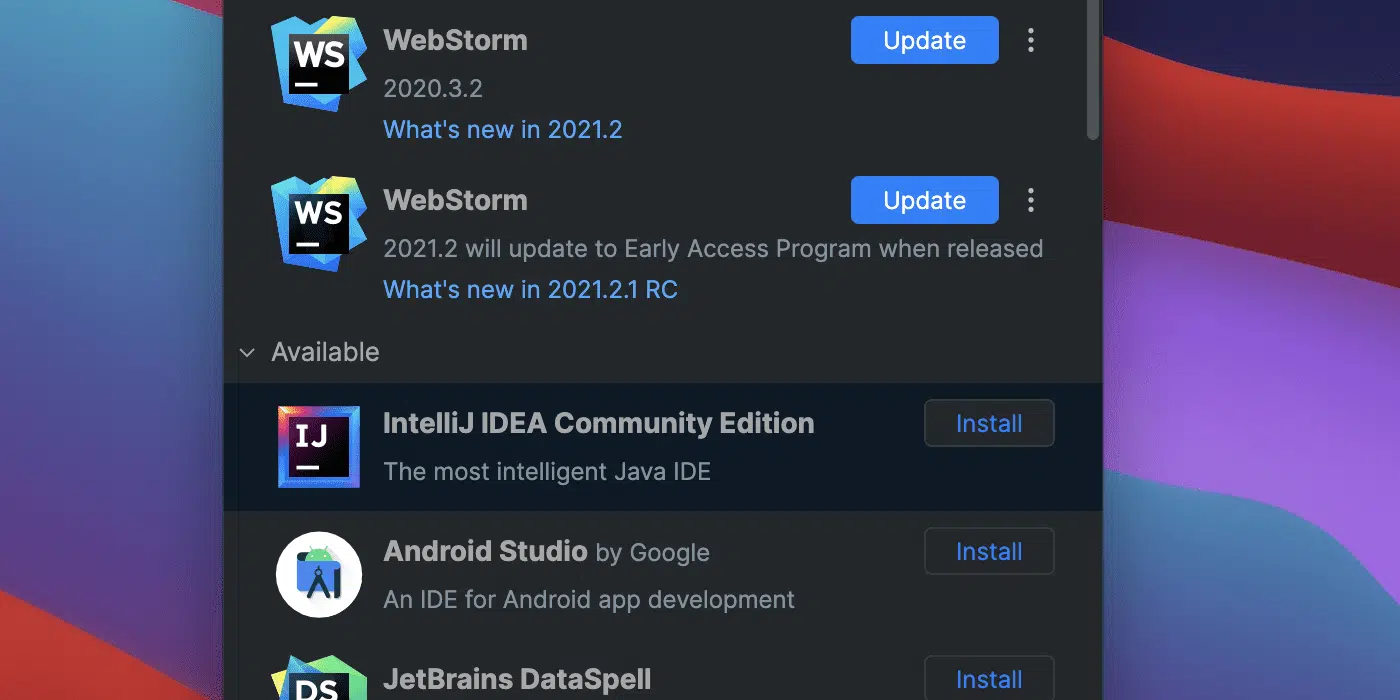 WS
WebStorm
Update
2020.3.2
What's new in 2021.2
WS
WebStorm
Update
2021.2 will update to Early Access Program when released
What's new in 2021.2.1 RC
Available
IJ
IntelliJ IDEA Community Edition
Install
The most intelligent Java IDE
Android Studio by Google
Install
An IDE for Android app development
DS
JetBrains DataSpell
Install